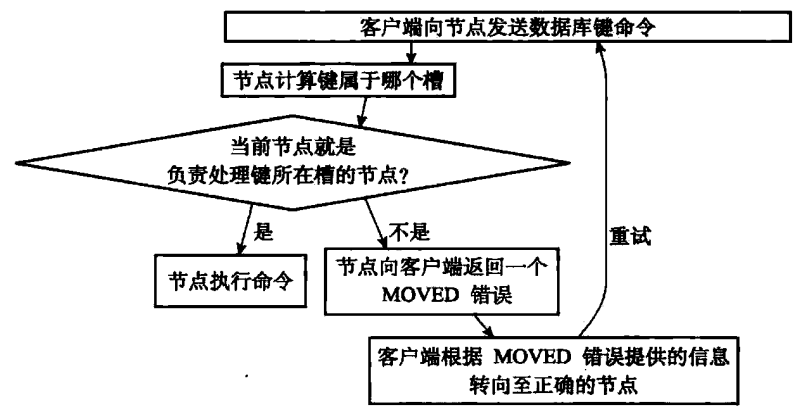 客户端向节点发送数据库键命令
节点计算键属于哪个槽
当前节点就是
负责处理键所在槽的节点?
是
不是
重试
节点执行命令
节点向客户端返回一个
MOVED 错误
客户端根据 MOVED 错误提供的信息
转向至正确的节点